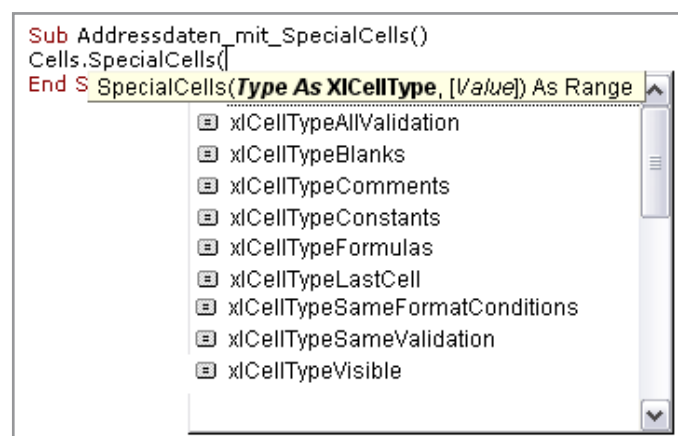 Sub Addressdaten_mit_SpecialCells()
Cells.SpecialCells(
End S
SpecialCells(Type As XlCellType, [Value]) As Range
xlCellTypeAllValidation
xlCellTypeBlanks
xlCellTypeComments
xlCellTypeConstants
xlCellTypeFormulas
xlCellTypeLastCell
xlCellTypeSameFormatConditions
xlCellTypeSameValidation
xlCellTypeVisible